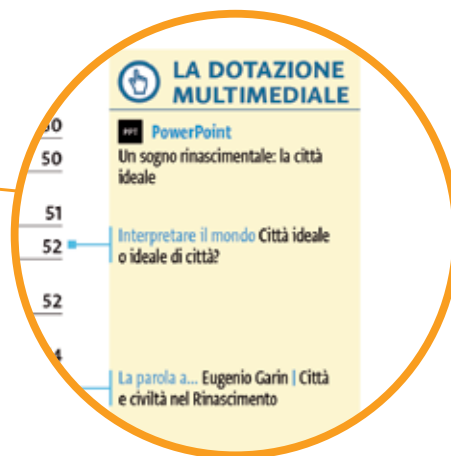 LA DOTAZIONE
MULTIMEDIALE
PPT PowerPoint
Un sogno rinascimentale: la città
ideale
50
51
52
Interpretare il mondo Città ideale
o ideale di città?
52
La parola a... Eugenio Garin | Città
e civiltà nel Rinascimento